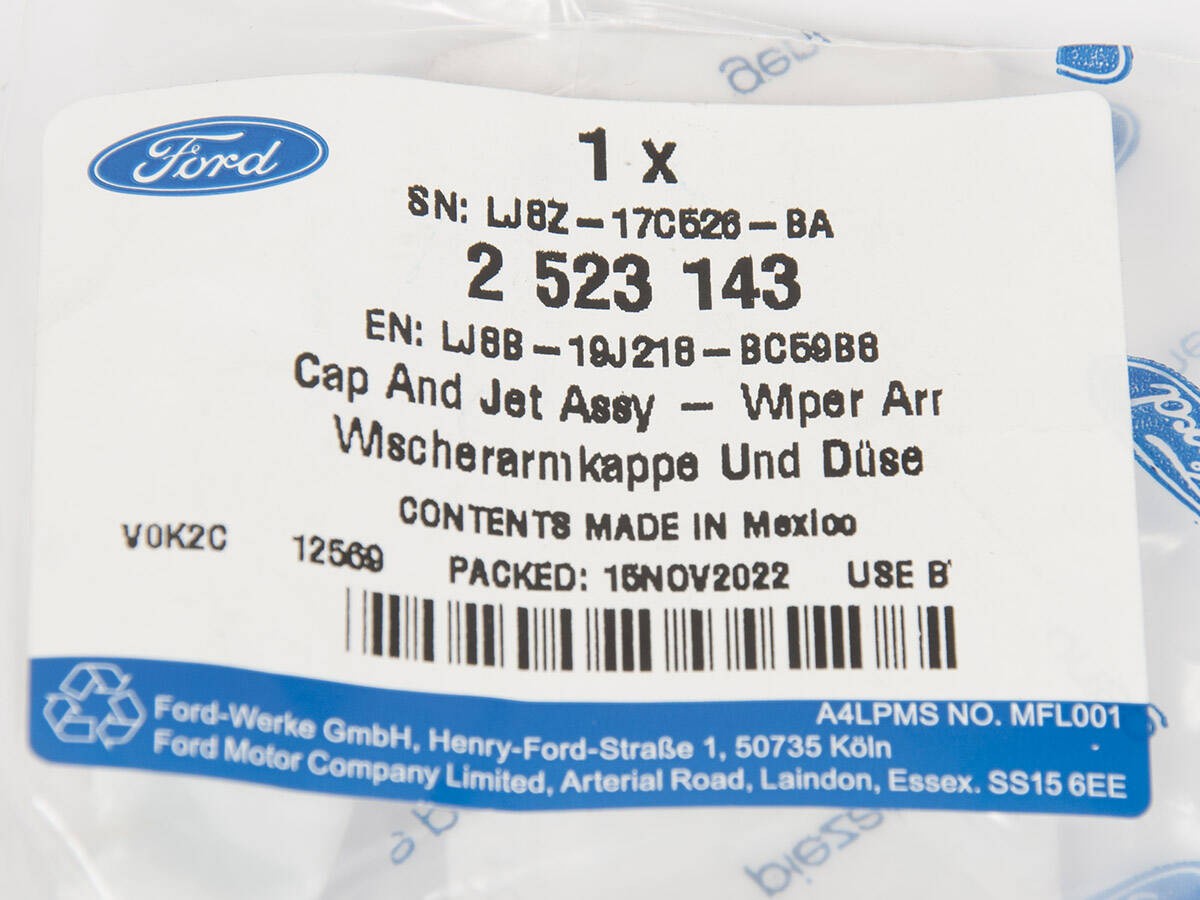 Ford
1 x
SN: LJ8Z-17C526-BA
2 523 143
EN: LJ8B-19J218-BC59B8
Cap And Jet Assy - Wiper Arr
Wischerarmkappe Und Düse
CONTENTS MADE IN Mexico
V0K2C 12569 PACKED: 15NOV2022 USE B
A4LPMS NO. MFL001
Ford-Werke GmbH, Henry-Ford-Straße 1, 50735 Köln
Ford Motor Company Limited, Arterial Road, Laindon, Essex. SS15 6EE